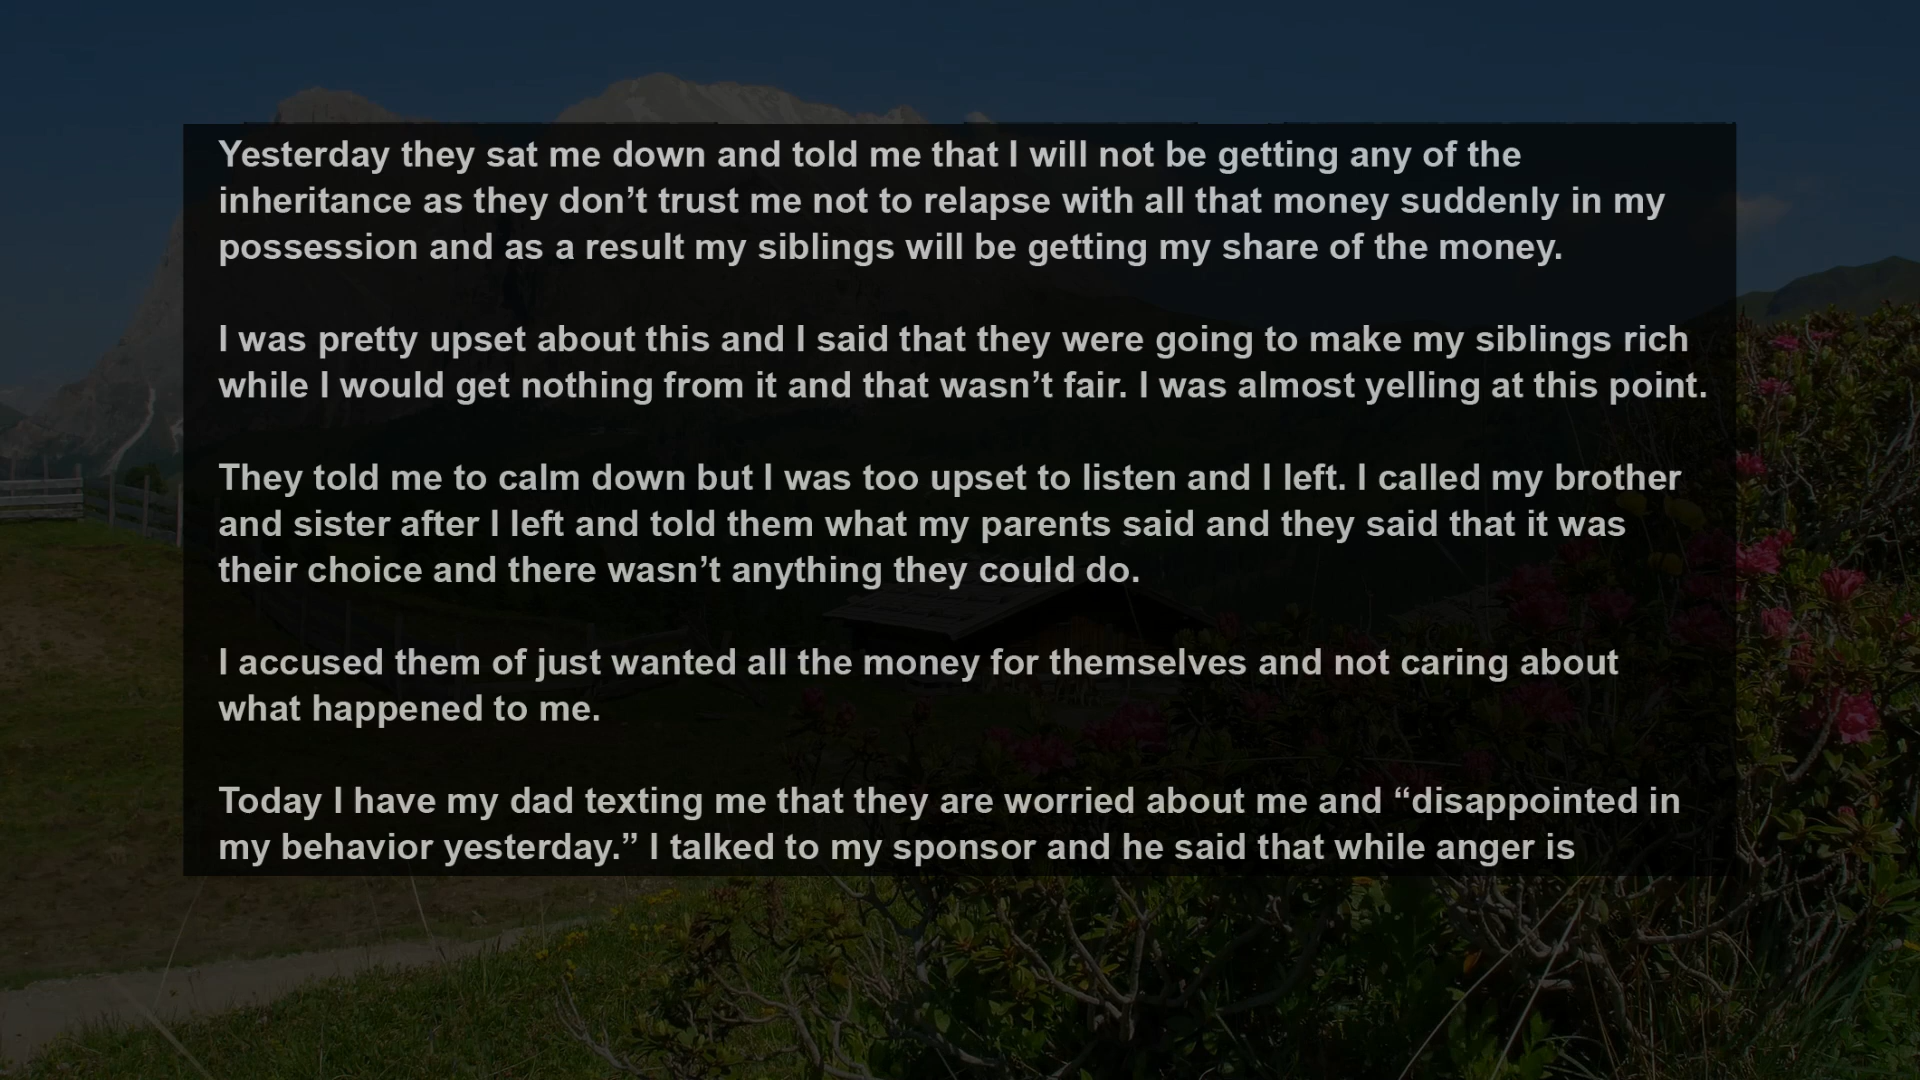 Yesterday they sat me down and told me that I will not be getting any of the
inheritance as they don’t trust me not to relapse with all that money suddenly in my
possession and as a result my siblings will be getting my share of the money.
I was pretty upset about this and I said that they were going to make my siblings rich
while I would get nothing from it and that wasn’t fair. I was almost yelling at this point.
They told me to calm down but I was too upset to listen and I left. I called my brother
and sister after I left and told them what my parents said and they said that it was
their choice and there wasn’t anything they could do.
I accused them of just wanted all the money for themselves and not caring about
what happened to me.
Today I have my dad texting me that they are worried about me and “disappointed in
my behavior yesterday.” I talked to my sponsor and he said that while anger is